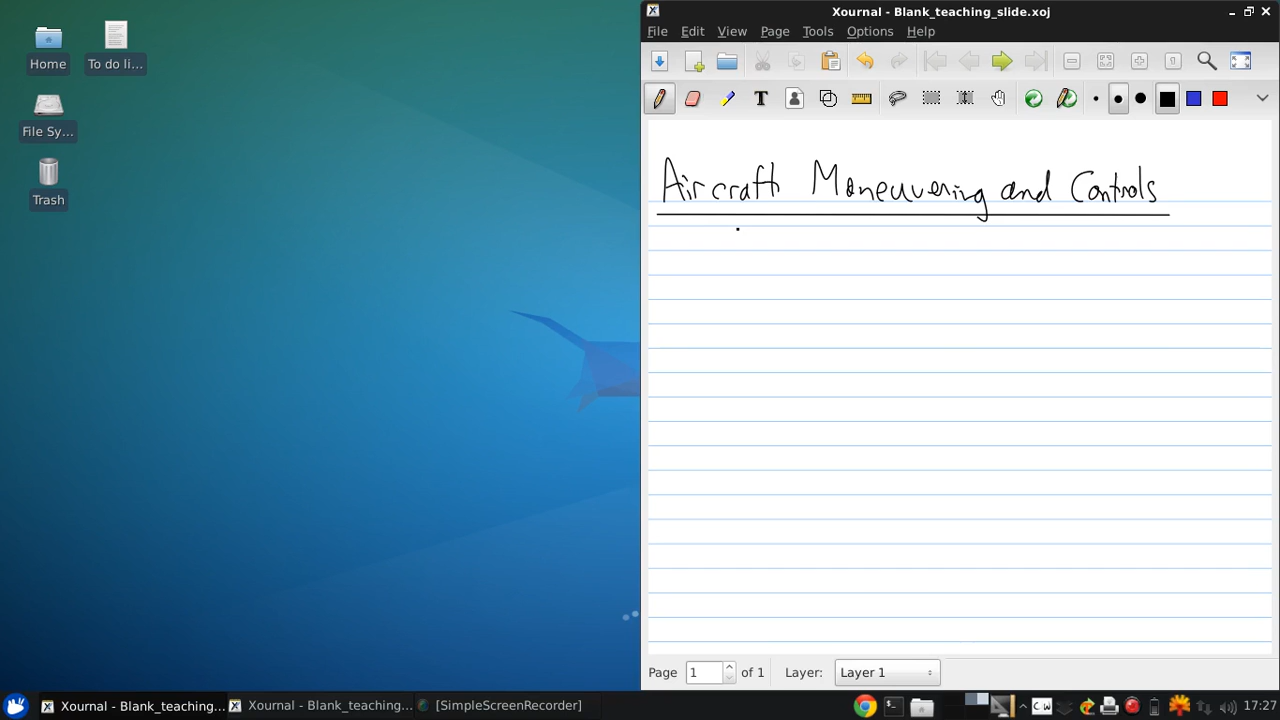 Xournal - Blank_teaching_slide.xoj
File Edit View Page Tools Options Help
Home
To do li...
File Sy...
Trash
Aircraft Maneuvering and Controls
Page 1 of 1 Layer: Layer 1
Xournal - Blank_teaching...
Xournal - Blank_teaching...
[SimpleScreenRecorder]
17:27